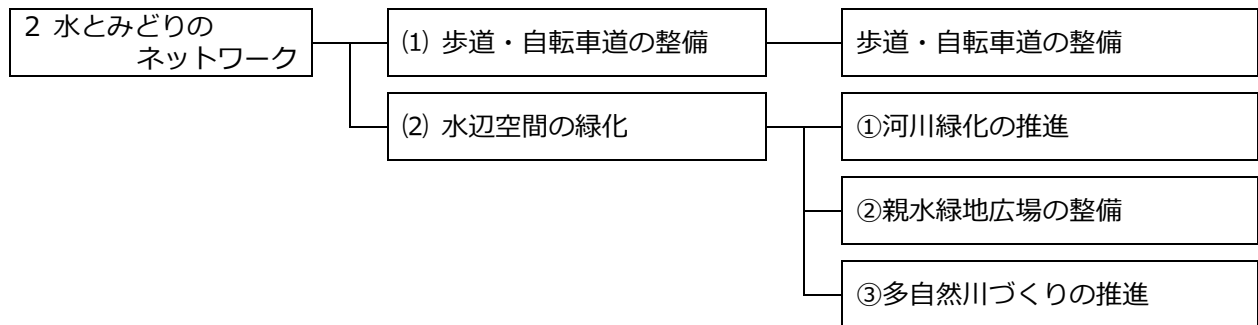 2 水とみどりの
ネットワーク
⑴ 歩道・自転車道の整備
歩道・自転車道の整備
⑵ 水辺空間の緑化
①河川緑化の推進
②親水緑地広場の整備
③多自然川づくりの推進